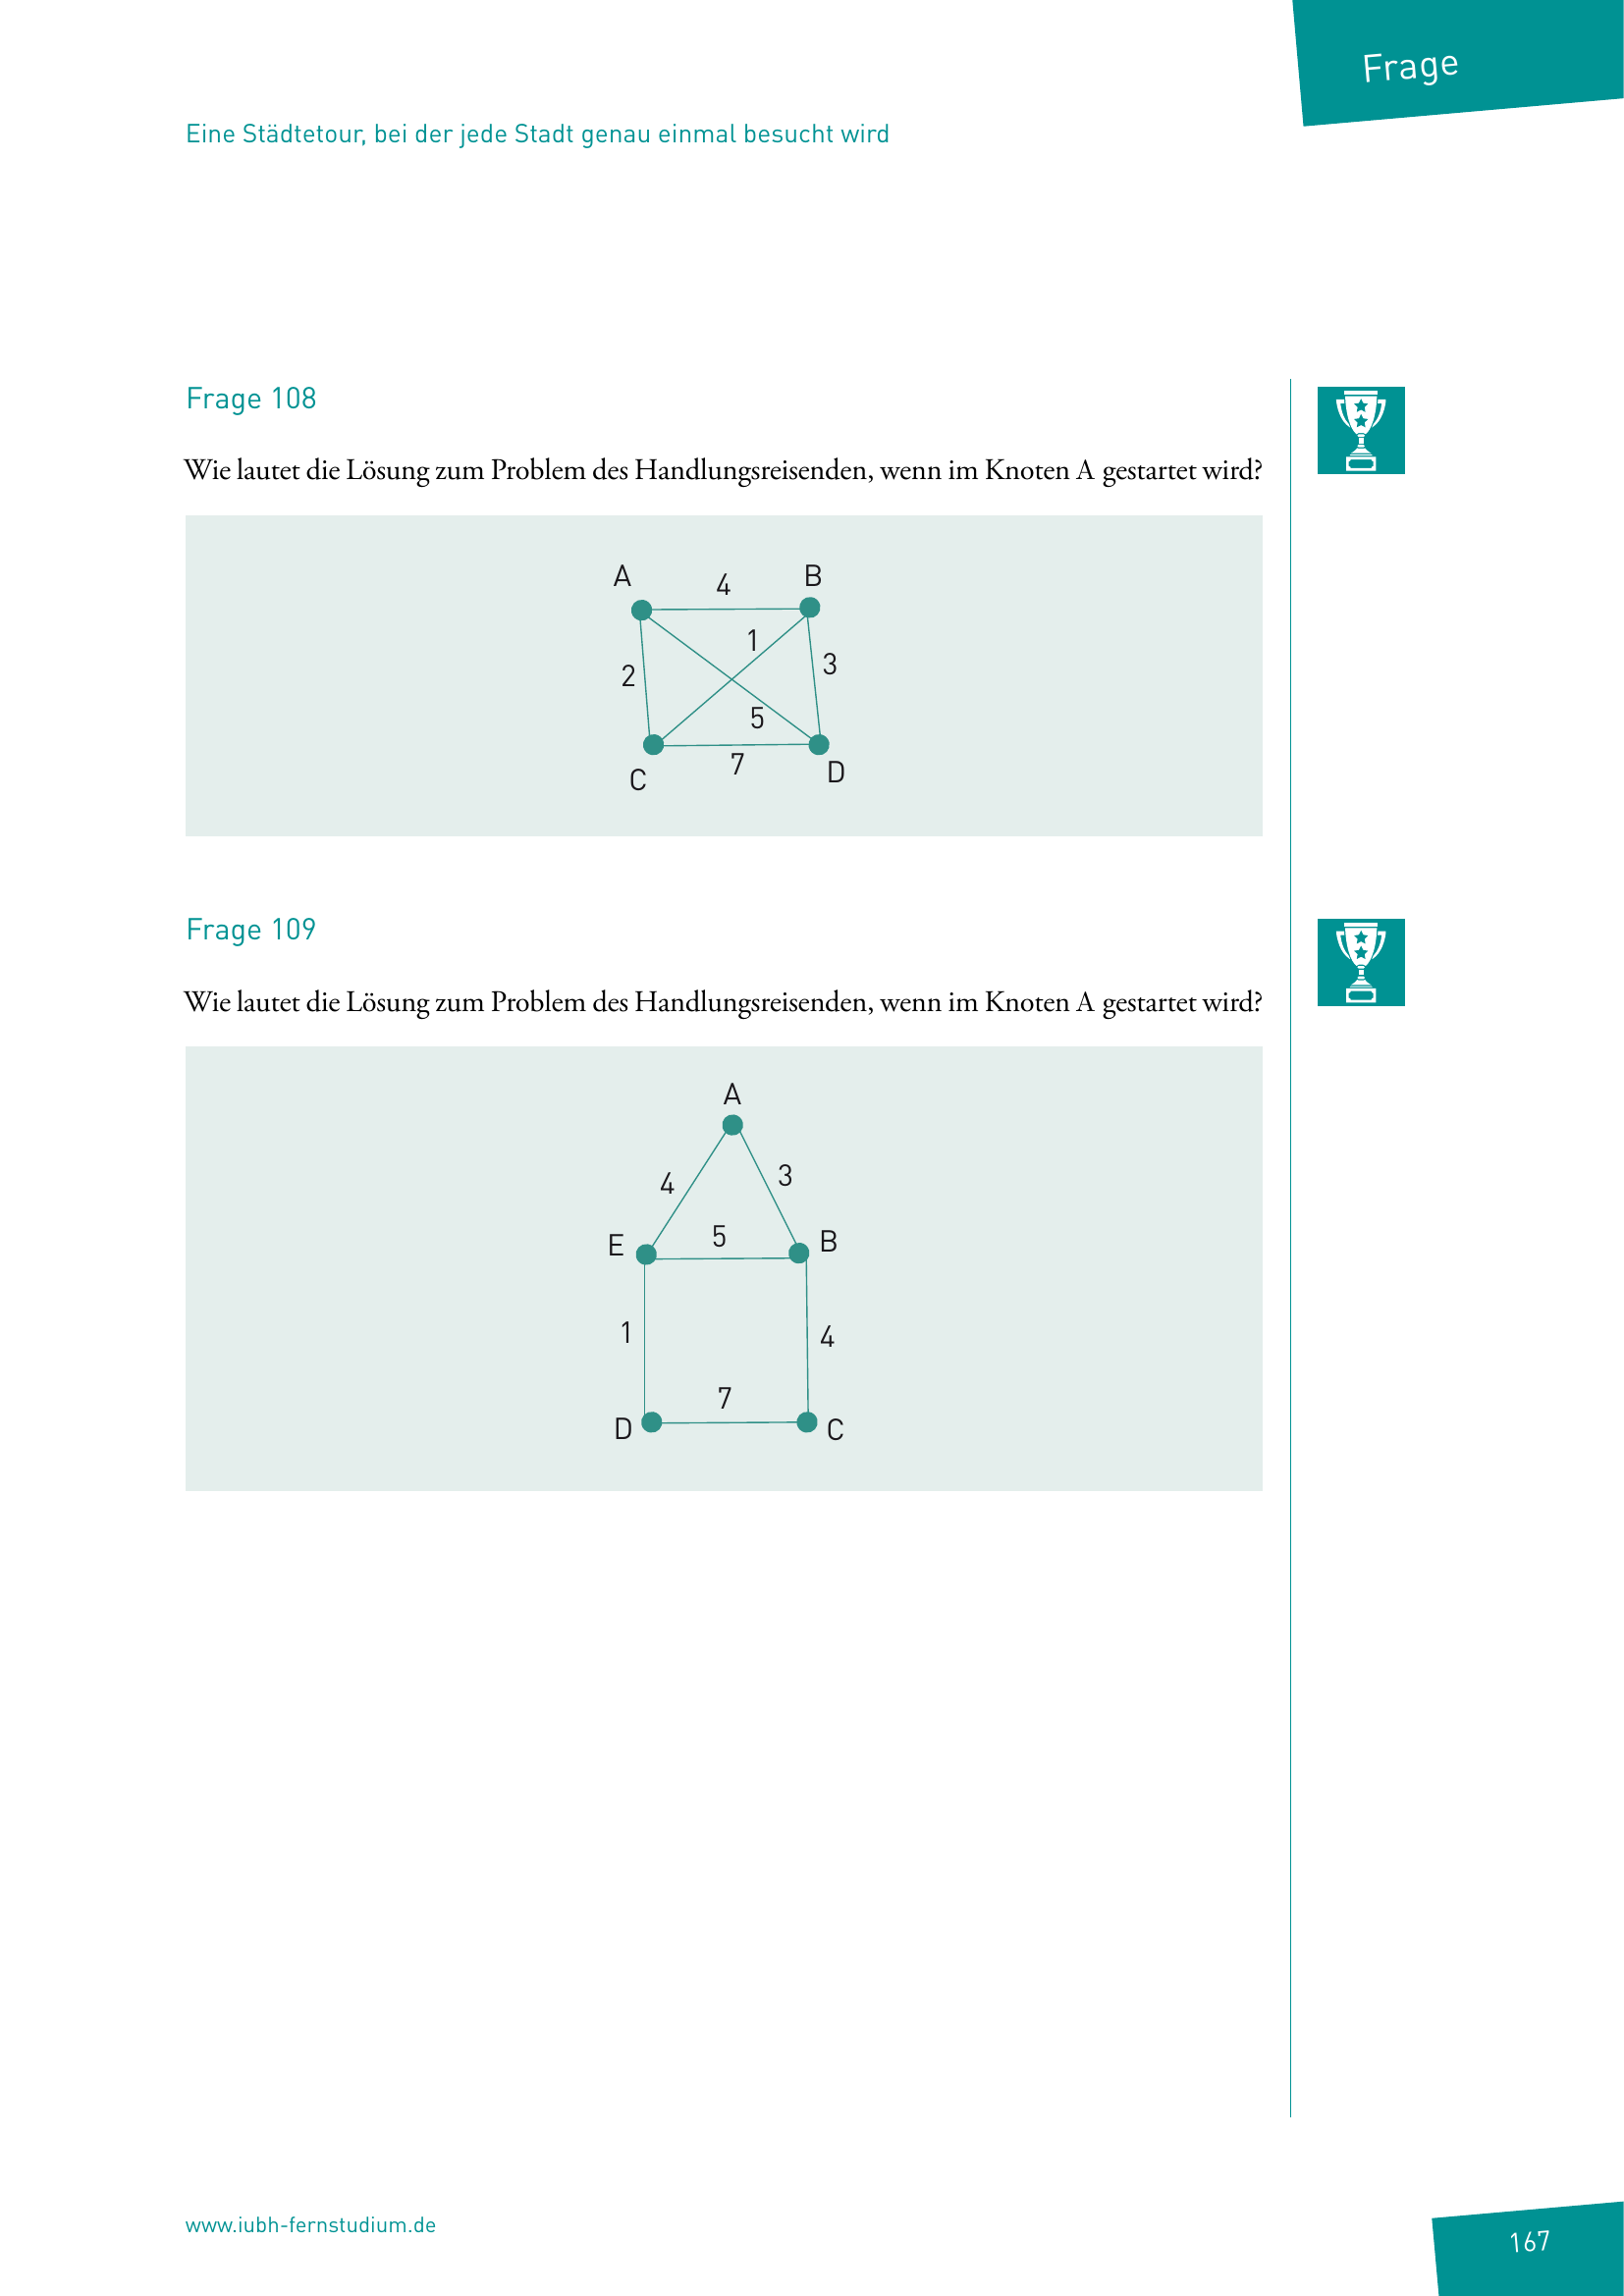 Frage
Eine Städtetour, bei der jede Stadt genau einmal besucht wird
Frage 108
Wie lautet die Lösung zum Problem des Handlungsreisenden, wenn im Knoten A gestartet wird?
A
4
B
1
3
2
5
7
C
D
Frage 109
Wie lautet die Lösung zum Problem des Handlungsreisenden, wenn im Knoten A gestartet wird?
A
4
3
E
5
B
1
4
7
D
C
www.iubh-fernstudium.de
167